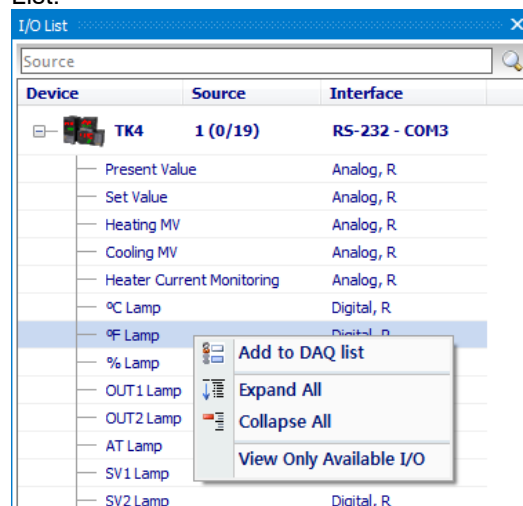 List.
I/O List
Source
Device Source Interface
TK4 1 (0/19) RS-232 - COM3
Present Value Analog, R
Set Value Analog, R
Heating MV Analog, R
Cooling MV Analog, R
Heater Current Monitoring Analog, R
ºC Lamp Digital, R
ºF Lamp Digital, R
% Lamp
Add to DAQ list
OUT1 Lamp
Expand All
OUT2 Lamp
Collapse All
AT Lamp
View Only Available I/O
SV1 Lamp
SV2 Lamp Digital, R